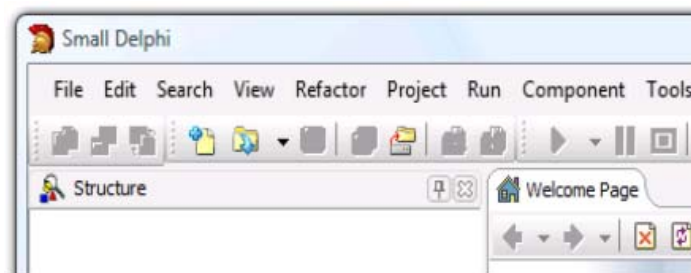 Small Delphi
File Edit Search View Refactor Project Run Component Tools
Structure
Welcome Page